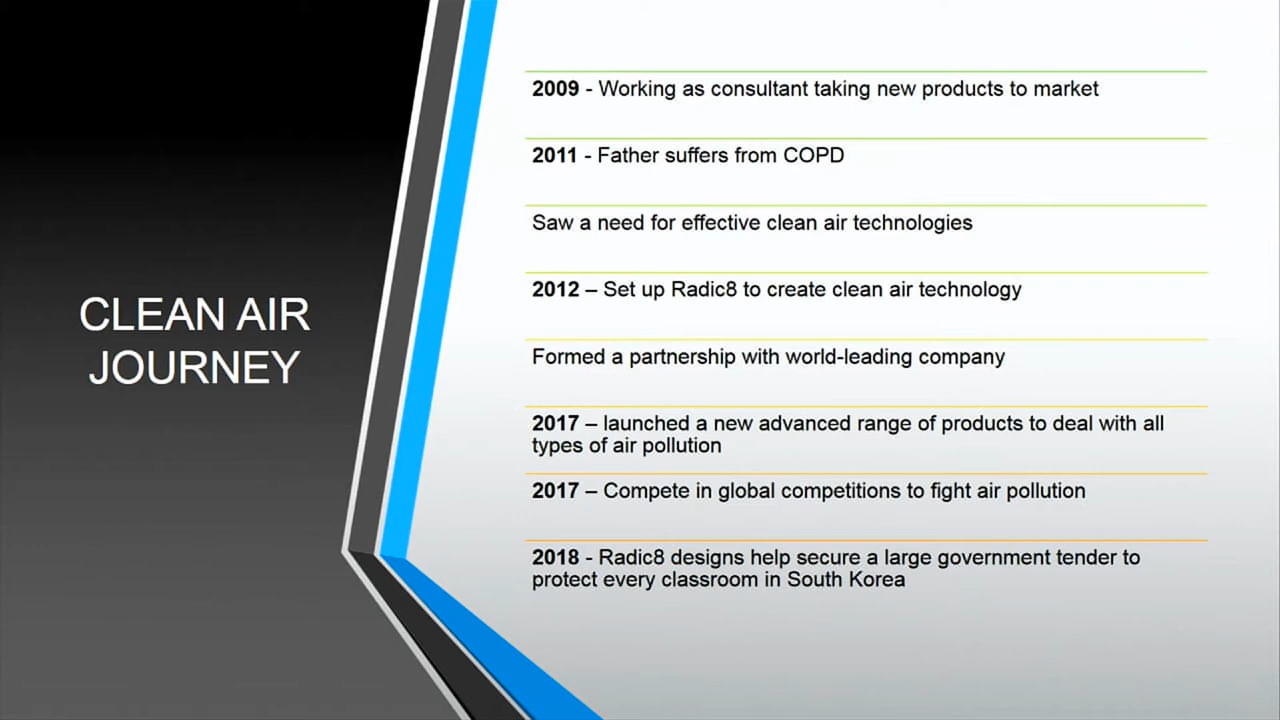 CLEAN AIR
JOURNEY
2009 - Working as consultant taking new products to market
2011 - Father suffers from COPD
Saw a need for effective clean air technologies
2012 – Set up Radic8 to create clean air technology
Formed a partnership with world-leading company
2017 – launched a new advanced range of products to deal with all
types of air pollution
2017 – Compete in global competitions to fight air pollution
2018 - Radic8 designs help secure a large government tender to
protect every classroom in South Korea